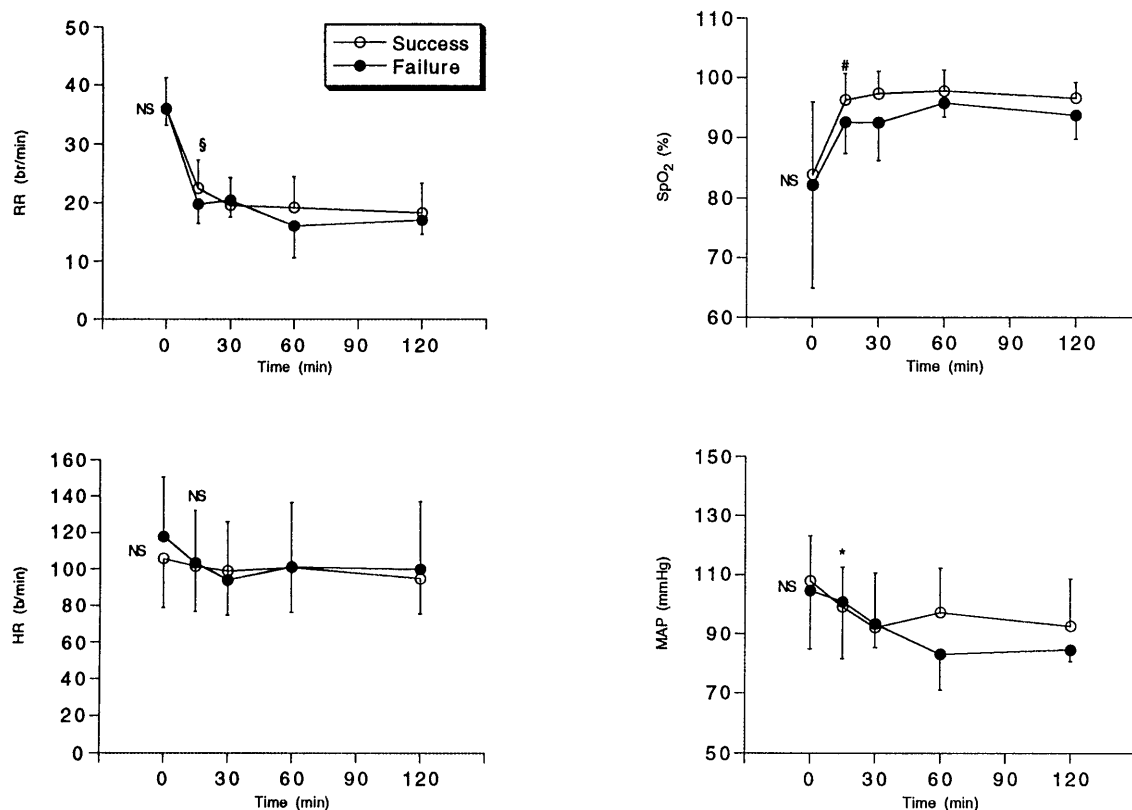 Success
Failure
RR (br/min)
50
40
30
20
10
0
NS
§
0 30 60 90 120
Time (min)
SpO2 (%)
110
100
90
80
70
60
NS
#
0 30 60 90 120
Time (min)
HR (b/min)
160
140
120
100
80
60
40
20
0
NS
NS
0 30 60 90 120
Time (min)
MAP (mmHg)
150
130
110
90
70
50
NS
*
0 30 60 90 120
Time (min)